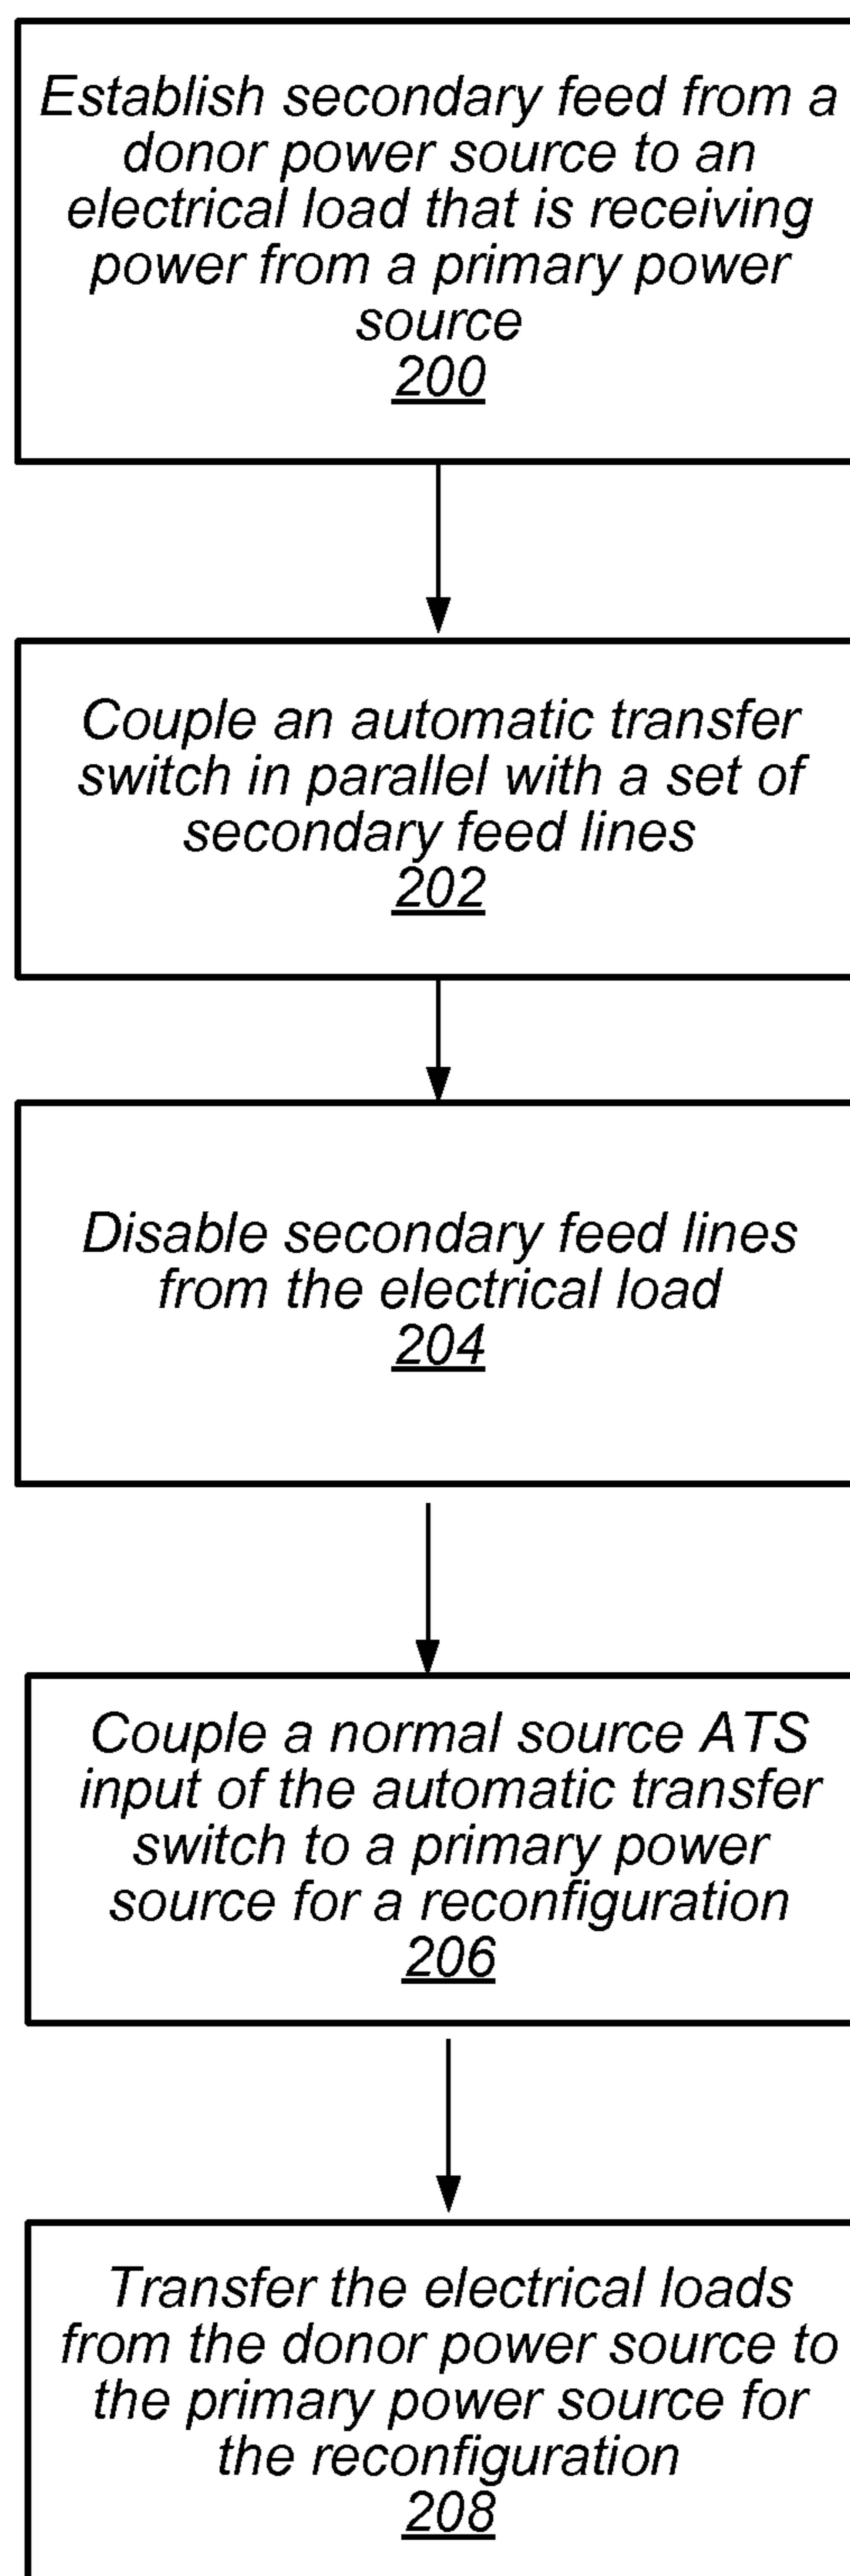 Establish secondary feed from a
donor power source to an
electrical load that is receiving
power from a primary power
source
200
Couple an automatic transfer
switch in parallel with a set of
secondary feed lines
202
Disable secondary feed lines
from the electrical load
204
Couple a normal source ATS
input of the automatic transfer
switch to a primary power
source for a reconfiguration
206
Transfer the electrical loads
from the donor power source to
the primary power source for
the reconfiguration
208